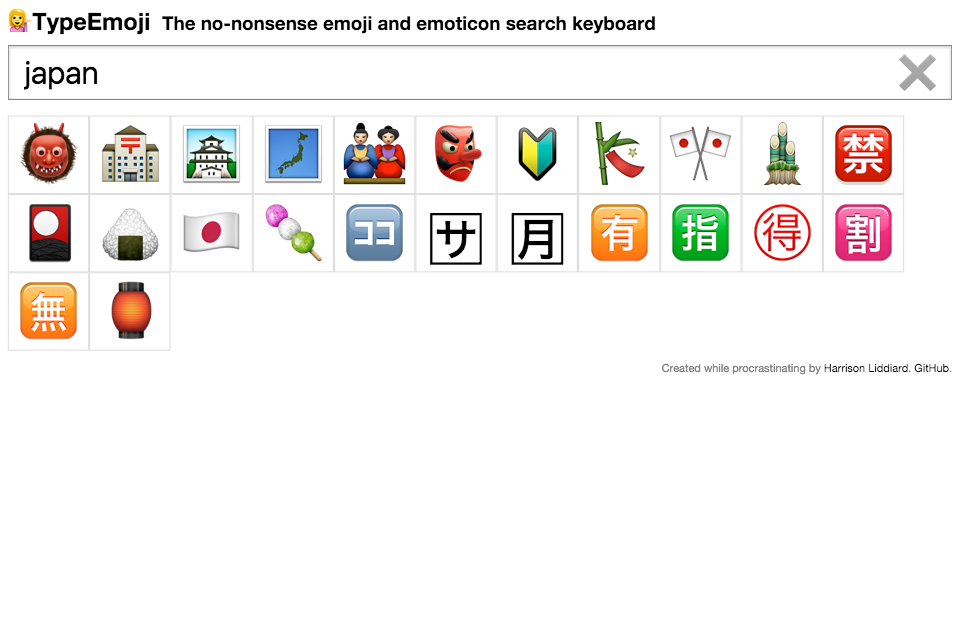 TypeEmoji The no-nonsense emoji and emoticon search keyboard
japan
禁
ココ サ 月 有 指 得 割
無
Created while procrastinating by Harrison Liddiard. GitHub.